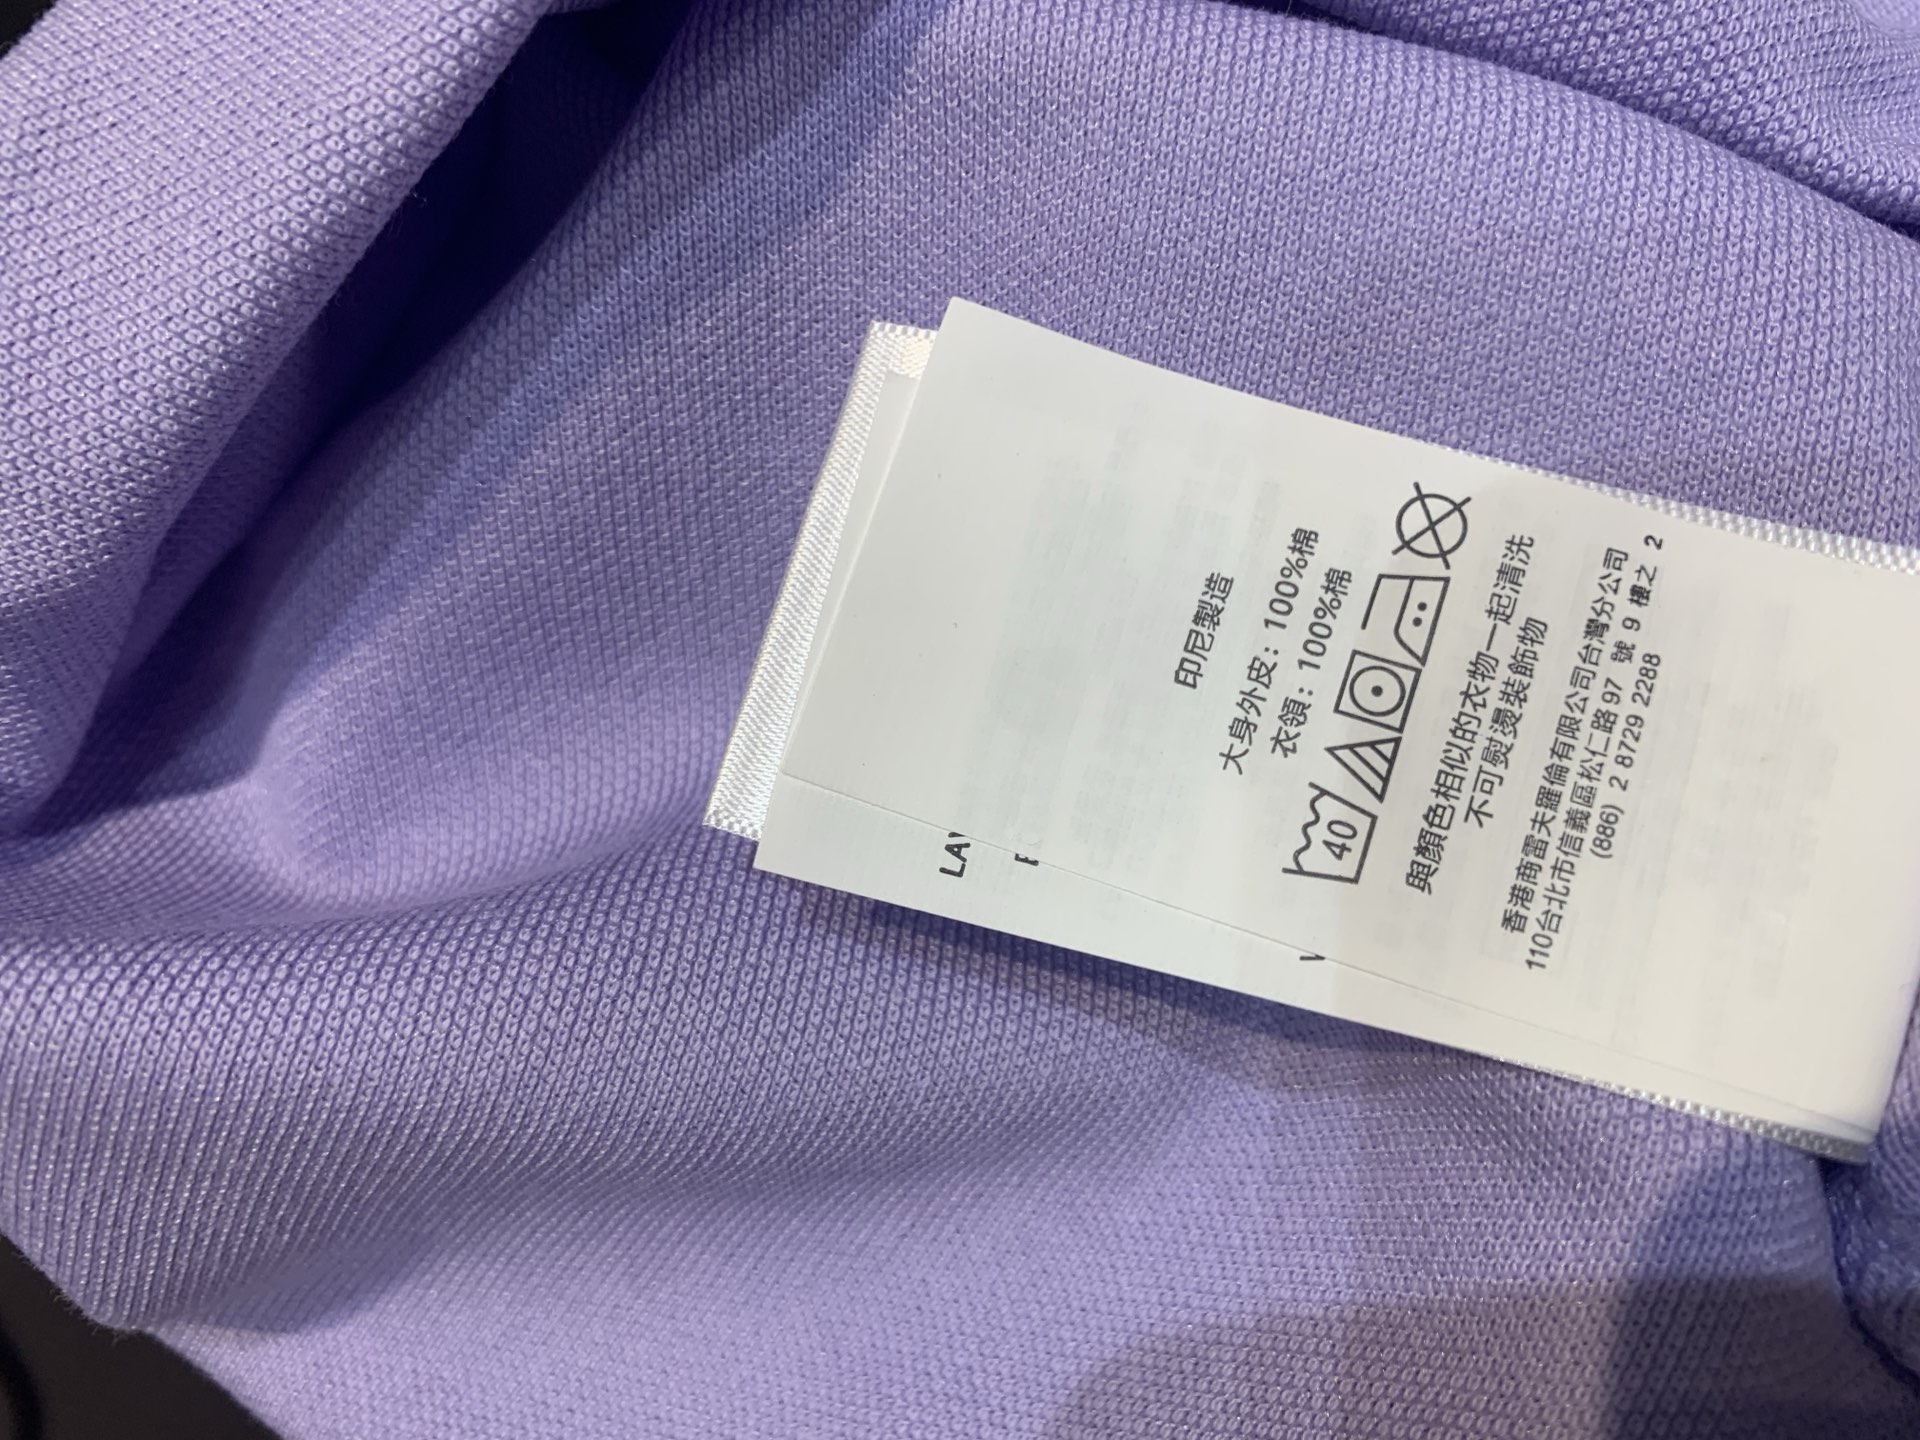 印尼製造
大身外皮：100%棉
衣領：100%棉
40
與顏色相似的衣物一起清洗
不可熨燙裝飾物
香港商雷夫羅倫有限公司台灣分公司
110台北市信義區松仁路 97 號 9 樓之 2
(886) 2 8729 2288
LA